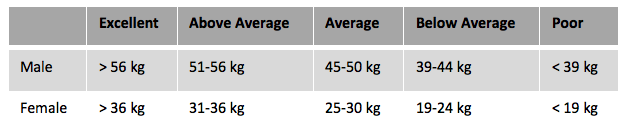 Excellent Above Average Average Below Average Poor
Male > 56 kg 51-56 kg 45-50 kg 39-44 kg < 39 kg
Female > 36 kg 31-36 kg 25-30 kg 19-24 kg < 19 kg